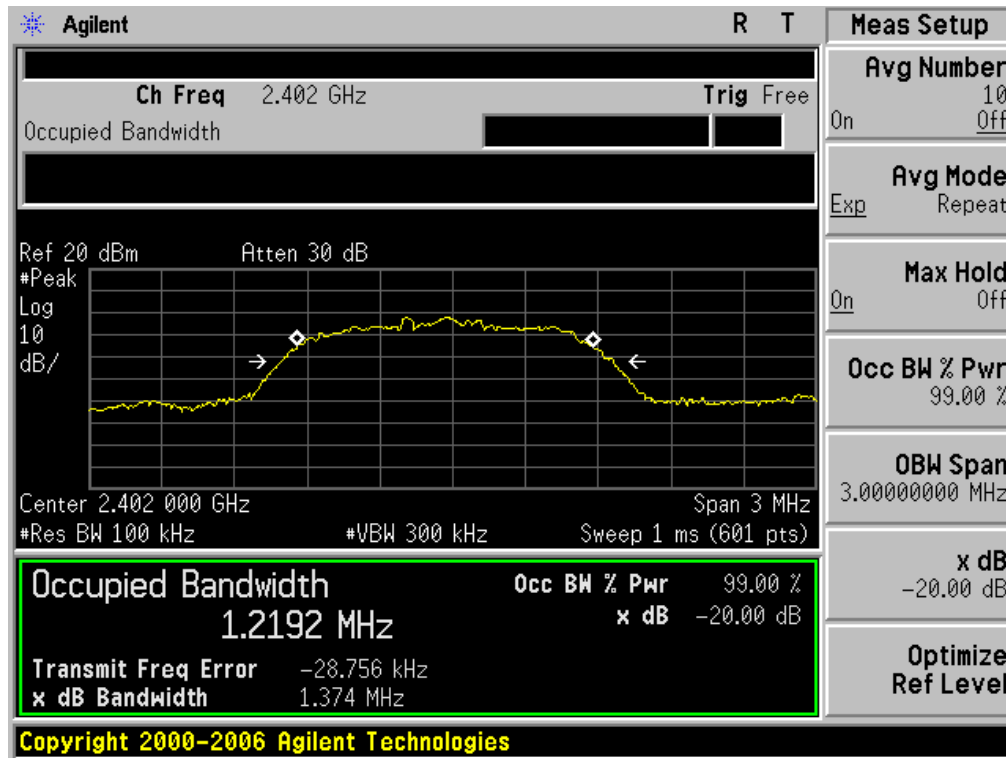 Agilent R T
Ch Freq 2.402 GHz Trig Free
Occupied Bandwidth
Ref 20 dBm Atten 30 dB
#Peak
Log
10
dB/
Center 2.402 000 GHz Span 3 MHz
#Res BW 100 kHz #VBW 300 kHz Sweep 1 ms (601 pts)
Occupied Bandwidth
1.2192 MHz
Occ BW % Pwr 99.00 %
x dB -20.00 dB
Transmit Freq Error -28.756 kHz
x dB Bandwidth 1.374 MHz
Copyright 2000-2006 Agilent Technologies
Meas Setup
Avg Number
10
On Off
Avg Mode
Exp Repeat
Max Hold
On Off
Occ BW % Pwr
99.00 %
OBW Span
3.00000000 MHz
x dB
-20.00 dB
Optimize
Ref Level